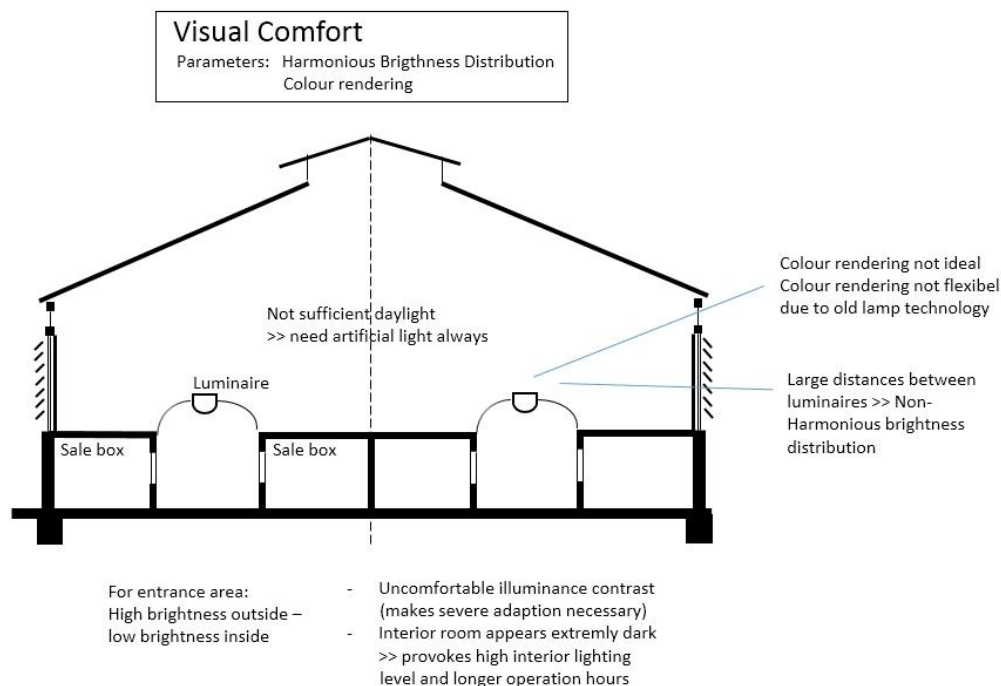 Visual Comfort
Parameters: Harmonious Brigthness Distribution
Colour rendering
Colour rendering not ideal
Colour rendering not flexibel
due to old lamp technology
Not sufficient daylight
>> need artificial light always
Luminaire
Large distances between
luminaires >> Non-
Harmonious brightness
distribution
Sale box
Sale box
For entrance area:
High brightness outside –
low brightness inside
- Uncomfortable illuminance contrast
(makes severe adaption necessary)
- Interior room appears extremly dark
>> provokes high interior lighting
level and longer operation hours